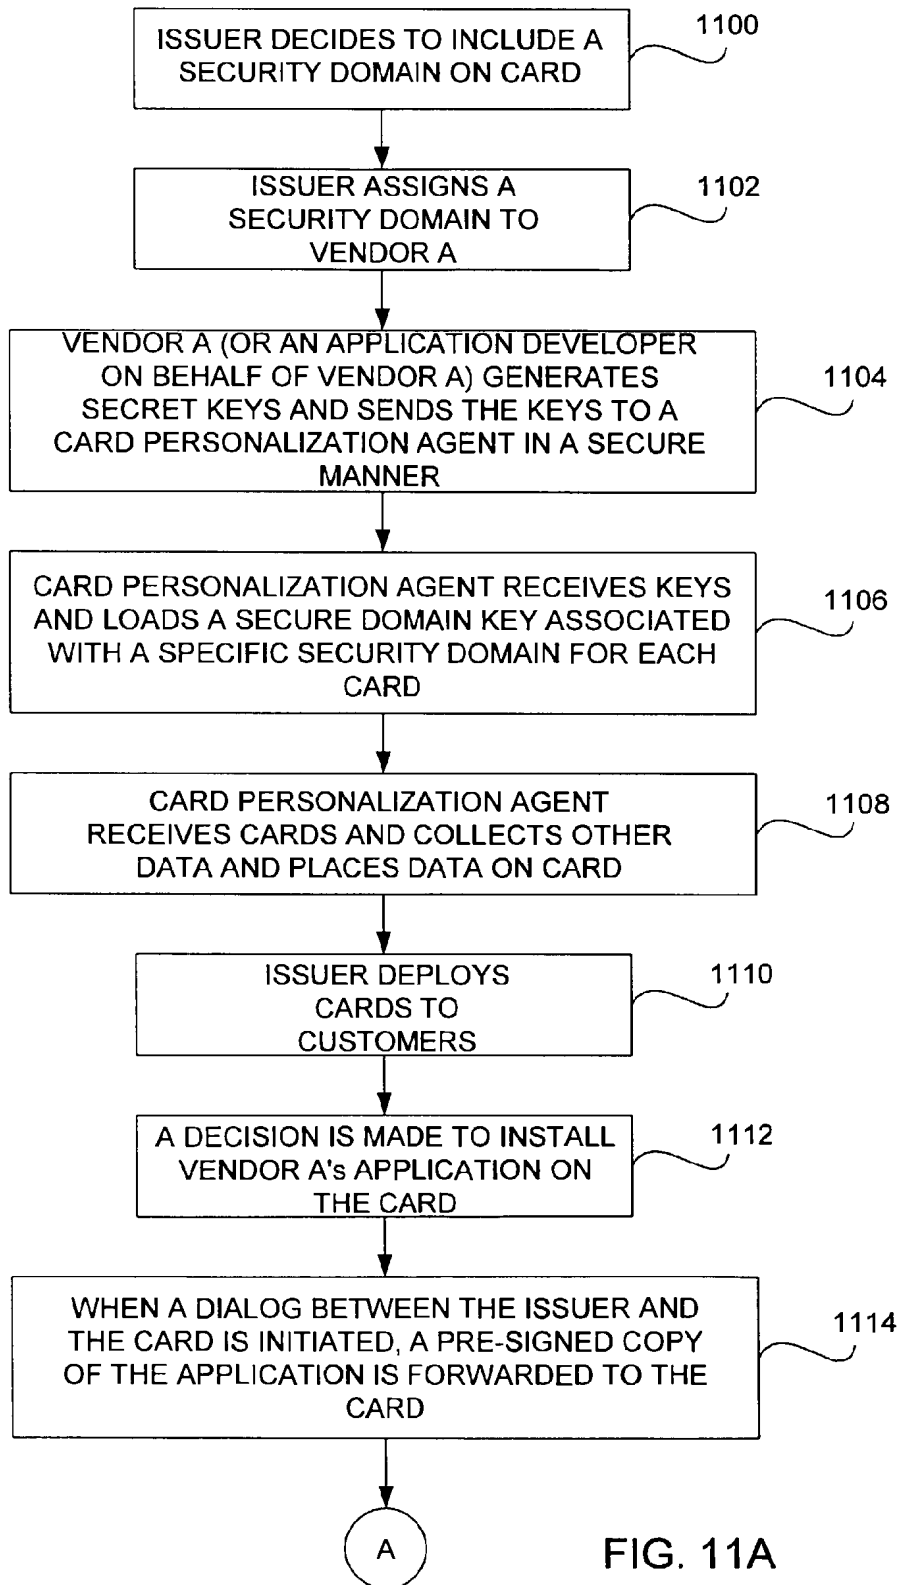 ISSUER DECIDES TO INCLUDE A
SECURITY DOMAIN ON CARD
1100
ISSUER ASSIGNS A
SECURITY DOMAIN TO
VENDOR A
1102
VENDOR A (OR AN APPLICATION DEVELOPER
ON BEHALF OF VENDOR A) GENERATES
SECRET KEYS AND SENDS THE KEYS TO A
CARD PERSONALIZATION AGENT IN A SECURE
MANNER
1104
CARD PERSONALIZATION AGENT RECEIVES KEYS
AND LOADS A SECURE DOMAIN KEY ASSOCIATED
WITH A SPECIFIC SECURITY DOMAIN FOR EACH
CARD
1106
CARD PERSONALIZATION AGENT
RECEIVES CARDS AND COLLECTS OTHER
DATA AND PLACES DATA ON CARD
1108
ISSUER DEPLOYS
CARDS TO
CUSTOMERS
1110
A DECISION IS MADE TO INSTALL
VENDOR A's APPLICATION ON
THE CARD
1112
WHEN A DIALOG BETWEEN THE ISSUER AND
THE CARD IS INITIATED, A PRE-SIGNED COPY
OF THE APPLICATION IS FORWARDED TO THE
CARD
1114
A
FIG. 11A